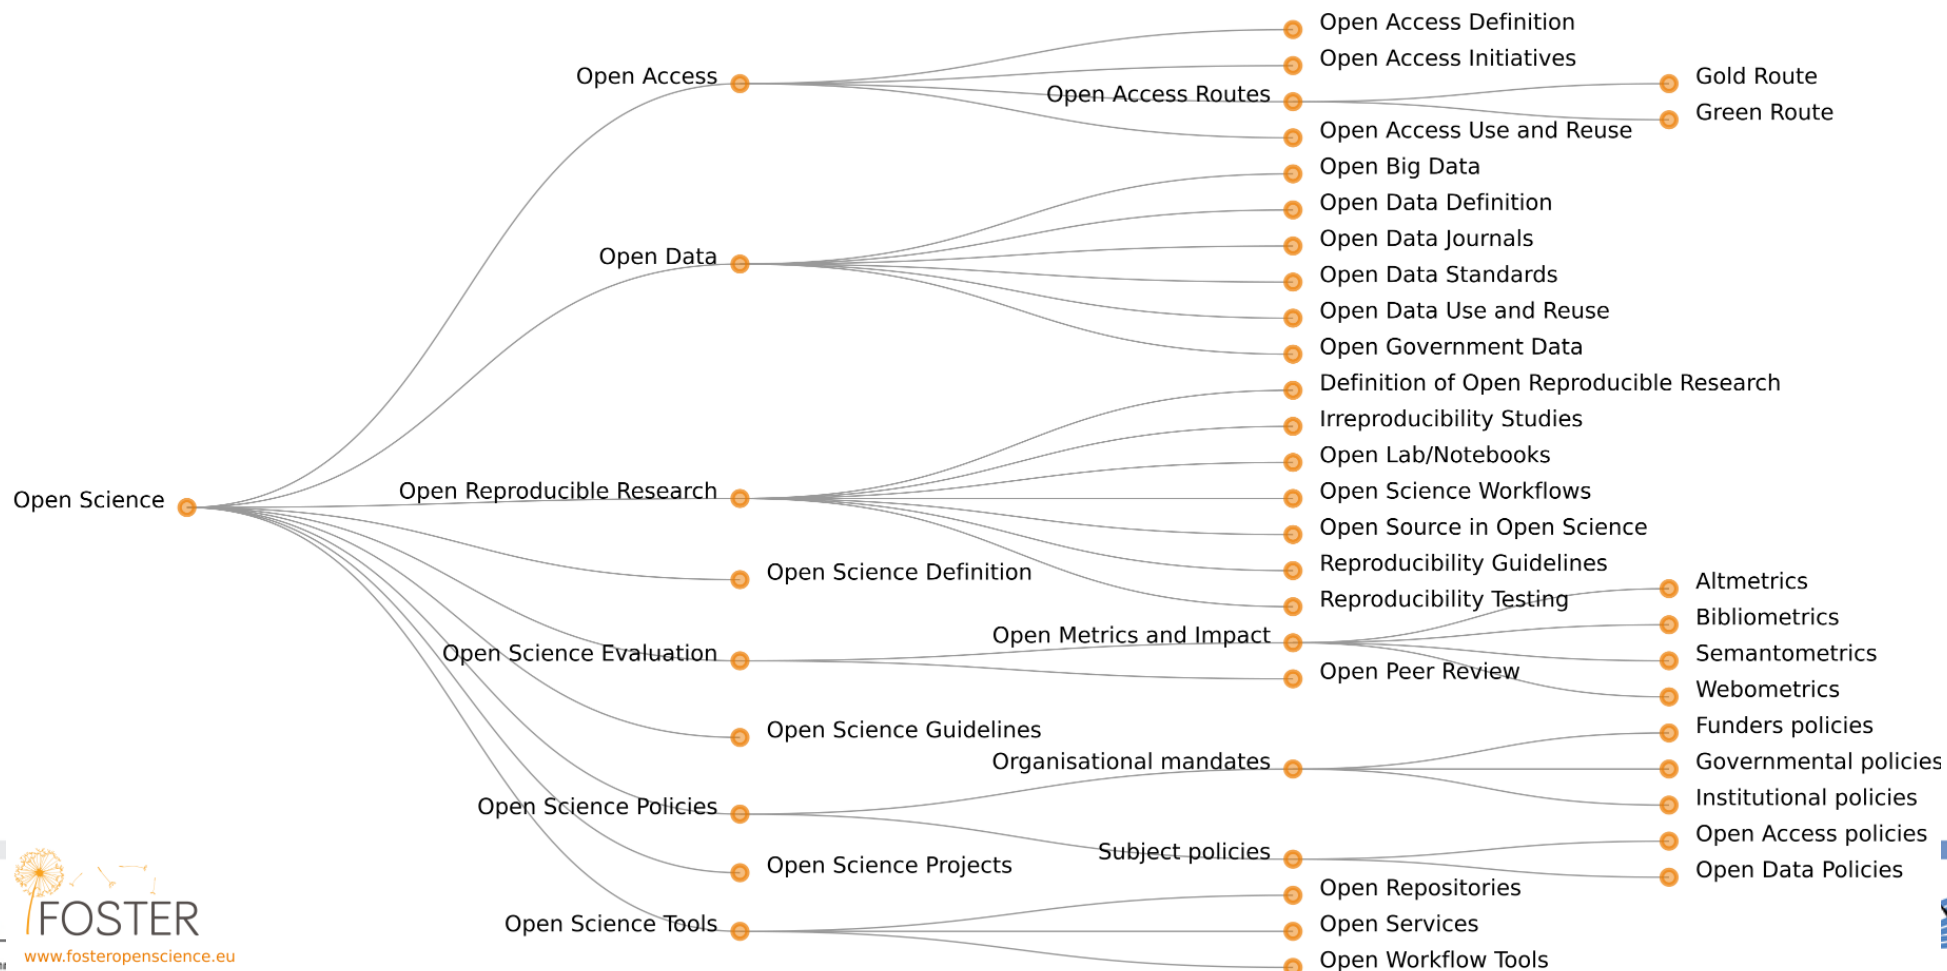 Open Science
Open Access
Open Access Definition
Open Access Initiatives
Open Access Routes
Gold Route
Green Route
Open Access Use and Reuse
Open Data
Open Big Data
Open Data Definition
Open Data Journals
Open Data Standards
Open Data Use and Reuse
Open Government Data
Open Reproducible Research
Definition of Open Reproducible Research
Irreproducibility Studies
Open Lab/Notebooks
Open Science Workflows
Open Source in Open Science
Reproducibility Guidelines
Reproducibility Testing
Open Science Definition
Open Science Evaluation
Open Metrics and Impact
Altmetrics
Bibliometrics
Semantometrics
Webometrics
Open Peer Review
Open Science Guidelines
Open Science Policies
Organisational mandates
Funders policies
Governmental policies
Institutional policies
Subject policies
Open Access policies
Open Data Policies
Open Science Projects
Open Science Tools
Open Repositories
Open Services
Open Workflow Tools
FOSTER
www.fosteropenscience.eu